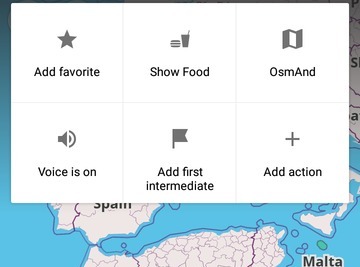 Add favorite
Show Food
OsmAnd
Voice is on
Add first
intermediate
Add action
Spain
Malta